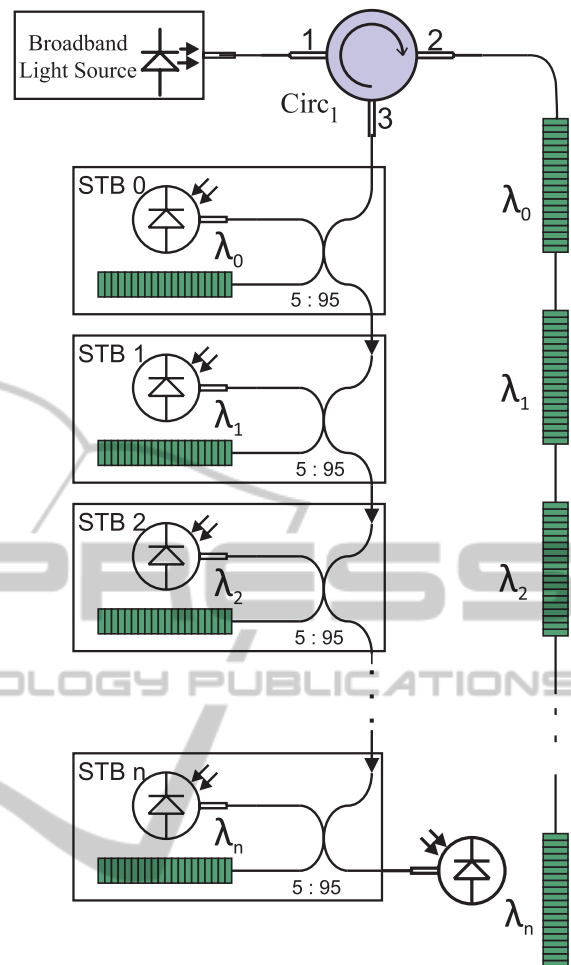 Broadband
Light Source
1
2
Circ1
3
λ0
STB 0
λ0
5 : 95
STB 1
λ1
5 : 95
λ1
STB 2
λ2
5 : 95
λ2
STB n
λn
5 : 95
λn
PRESS
OLOGY PUBLICATIONS